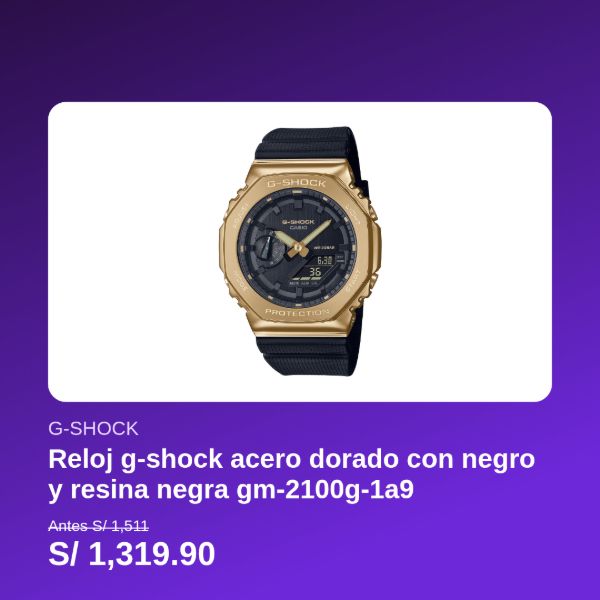 G-SHOCK
G-SHOCK
CASIO
PROTECTION
G-SHOCK
Reloj g-shock acero dorado con negro
y resina negra gm-2100g-1a9
Antes S/ 1,511
S/ 1,319.90